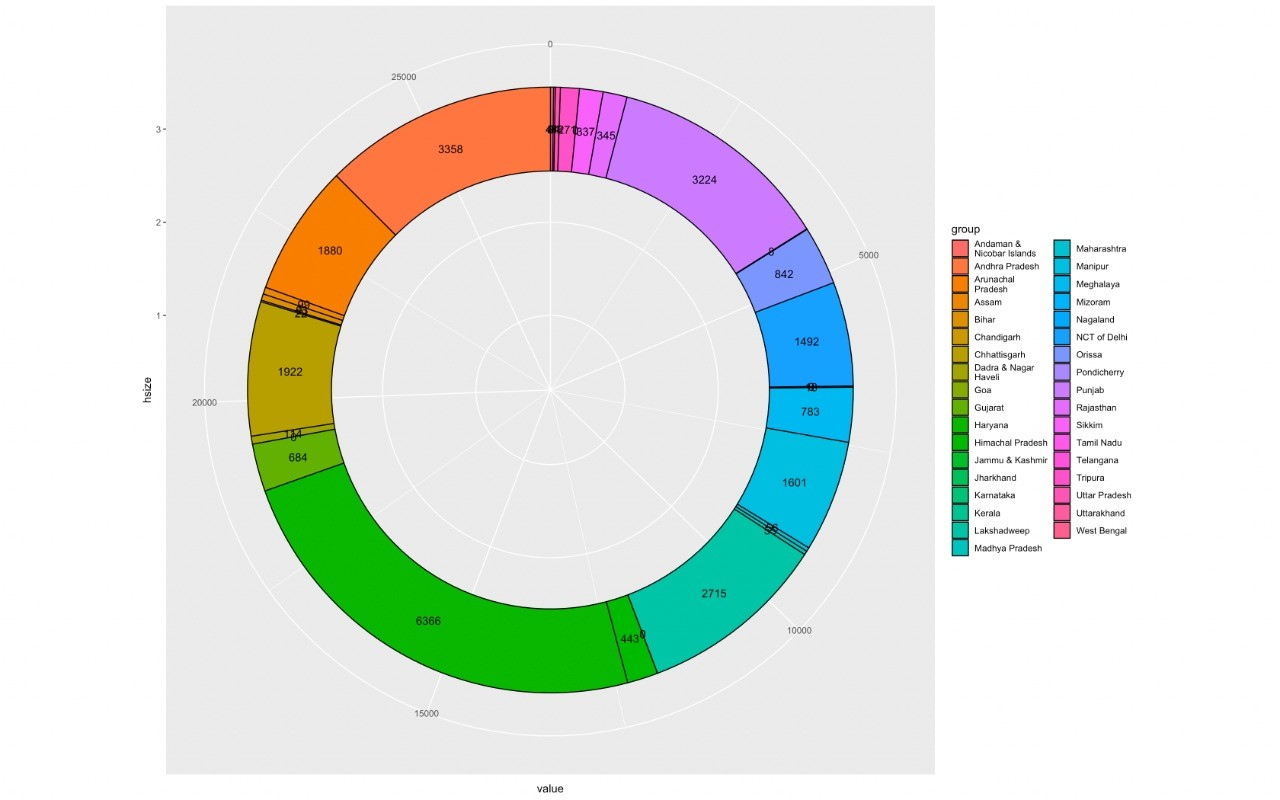 0
25000
3
3358
271
337
345
3224
2
1880
8
5000
842
group
Andaman &
Nicobar Islands
Andhra Pradesh
Arunachal
Pradesh
Assam
Bihar
Chandigarh
Chhattisgarh
Dadra & Nagar
Haveli
Goa
Gujarat
Haryana
Himachal Pradesh
Jammu & Kashmir
Jharkhand
Karnataka
Kerala
Lakshadweep
Madhya Pradesh
Maharashtra
Manipur
Meghalaya
Mizoram
Nagaland
NCT of Delhi
Orissa
Pondicherry
Punjab
Rajasthan
Sikkim
Tamil Nadu
Telangana
Tripura
Uttar Pradesh
Uttarakhand
West Bengal
1
1492
1922
hsize
20000
783
684
1601
2715
6366
443
0
10000
15000
value